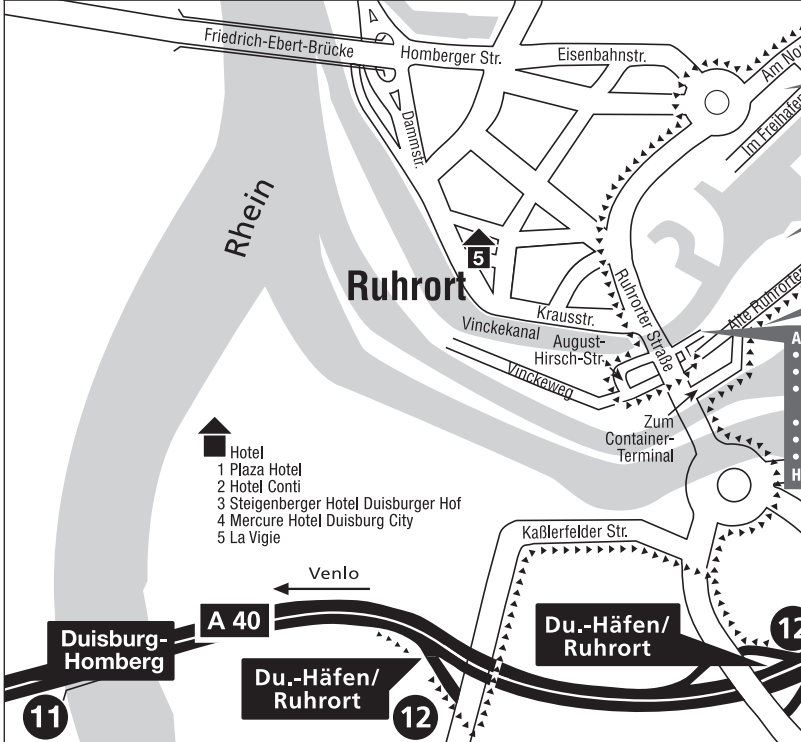 Friedrich-Ebert-Brücke
Homberger Str.
Eisenbahnstr.
Am No
Im Freihafen
Dammstr.
Rhein
5
Ruhrort
Krausstr.
Ruhrorter Straße
Alte Ruhrorter
Vinckekanal
August-
Hirsch-Str.
Vinckeweg
A
Zum
Container-
Terminal
H
Hotel
1 Plaza Hotel
2 Hotel Conti
3 Steigenberger Hotel Duisburger Hof
4 Mercure Hotel Duisburg City
5 La Vigie
Kaßlerfelder Str.
Venlo
A 40
Duisburg-
Homberg
Du.-Häfen/
Ruhrort
12
Du.-Häfen/
Ruhrort
11
12